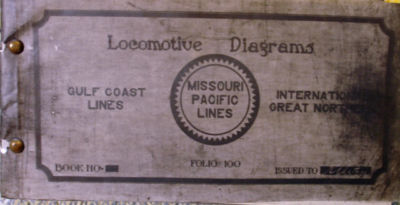 Locomotive Diagrams
GULF COAST
LINES
MISSOURI
PACIFIC
LINES
INTERNATIONAL
GREAT NORTHERN
BOOK NO-
FOLIO 100
ISSUED TO